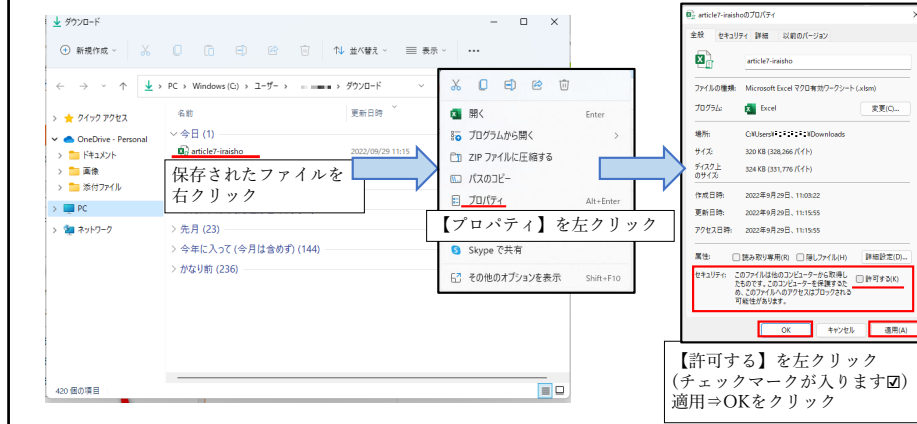 ダウンロード
新規作成
並べ替え
表示
PC > Windows (C:) > ユーザー > > ダウンロード
クイック アクセス
OneDrive - Personal
ドキュメント
画像
添付ファイル
PC
ネットワーク
名前
更新日時
今日 (1)
article7-iraisho
2022/09/29 11:15
保存されたファイルを
右クリック
先月 (23)
今年に入って (今月は含めず) (144)
かなり前 (236)
420 個の項目
開く Enter
プログラムから開く
ZIP ファイルに圧縮する
パスのコピー
プロパティ Alt+Enter
【プロパティ】を左クリック
Skype で共有
その他のオプションを表示 Shift+F10
article7-iraishoのプロパティ
全般 セキュリティ 詳細 以前のバージョン
article7-iraisho
ファイルの種類: Microsoft Excel マクロ有効ワークシート (.xlsm)
プログラム: Excel 変更(C)...
場所: C:¥Users¥ ¥Downloads
サイズ: 320 KB (328,266 バイト)
ディスク上
のサイズ: 324 KB (331,776 バイト)
作成日時: 2022年9月29日、11:03:22
更新日時: 2022年9月29日、11:15:55
アクセス日時: 2022年9月29日、11:15:55
属性: 読み取り専用(R) 隠しファイル(H) 詳細設定(D)...
セキュリティ: このファイルは他のコンピューターから取得し
たものです。このコンピューターを保護するた
め、このファイルへのアクセスはブロックされる
可能性があります。
許可する(K)
OK キャンセル 適用(A)
【許可する】を左クリック
(チェックマークが入ります☑)
適用⇒OKをクリック